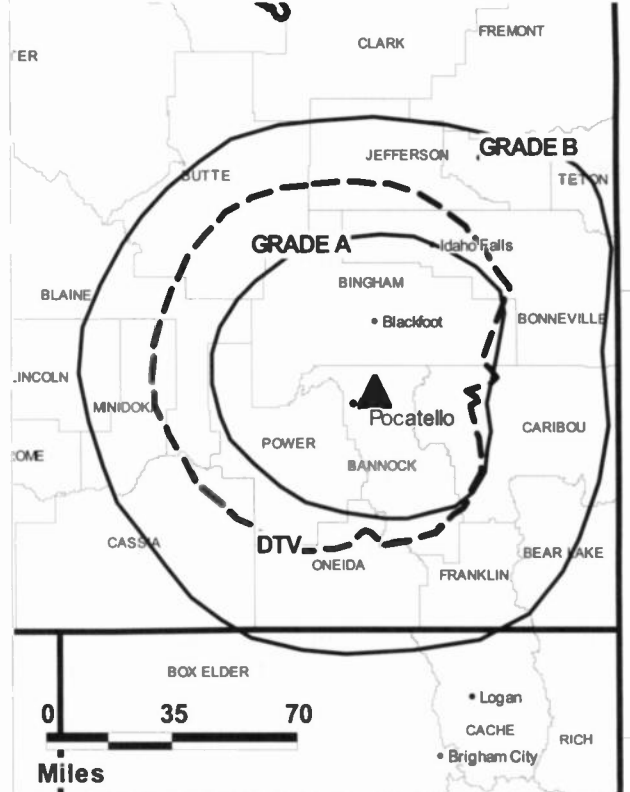 FREMONT
CLARK
GRADE B
JEFFERSON
BUTTE
TETON
GRADE A
Idaho Falls
BINGHAM
BLAINE
Blackfoot
BONNEVILLE
LINCOLN
MINIDOKA
Pocatello
CARIBOU
POWER
BANNOCK
CASSIA
DTV
BEAR LAKE
ONEIDA
FRANKLIN
BOX ELDER
Logan
0 35 70
CACHE
RICH
Brigham City
Miles